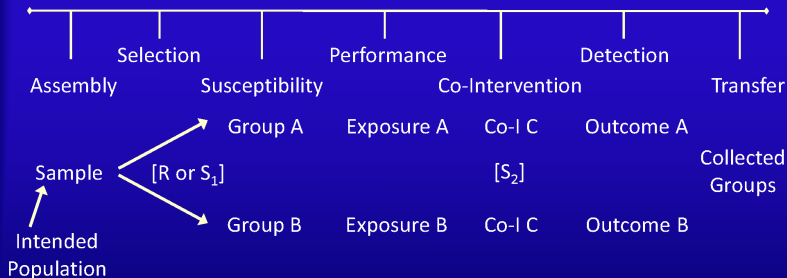 Selection Performance Detection
Assembly Susceptibility Co-Intervention Transfer
Group A Exposure A Co-I C Outcome A
Sample [R or S₁] [S₂] Collected
Groups
Group B Exposure B Co-I C Outcome B
Intended
Population